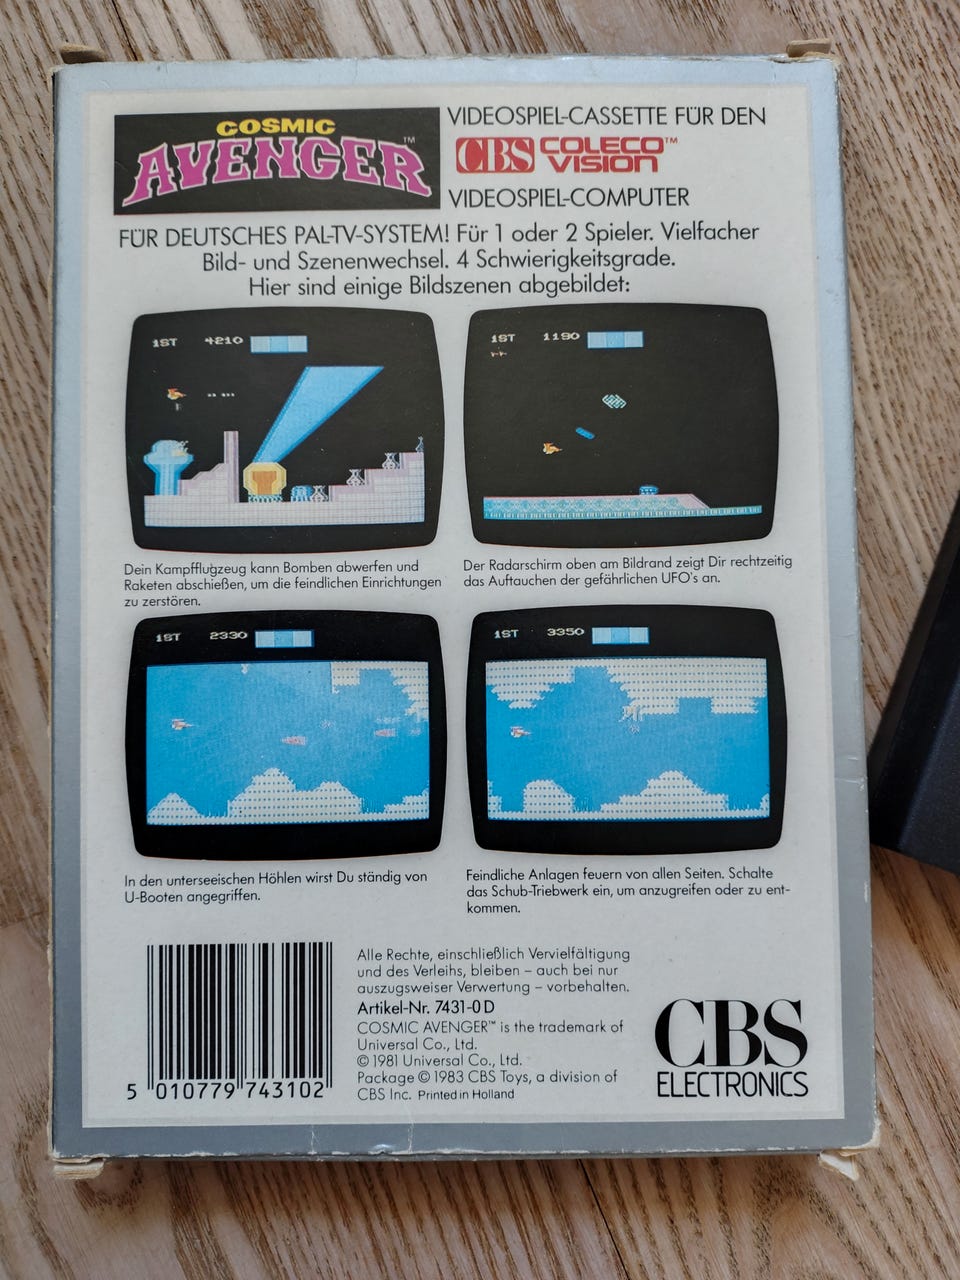 COSMIC
AVENGER™
VIDEOSPIEL-CASSETTE FÜR DEN
CBS COLECO VISION™
VIDEOSPIEL-COMPUTER
FÜR DEUTSCHES PAL-TV-SYSTEM! Für 1 oder 2 Spieler. Vielfacher
Bild- und Szenenwechsel. 4 Schwierigkeitsgrade.
Hier sind einige Bildszenen abgebildet:
1ST 4210
1ST 1190
Dein Kampfflugzeug kann Bomben abwerfen und
Raketen abschießen, um die feindlichen Einrichtungen
zu zerstören.
Der Radarschirm oben am Bildrand zeigt Dir rechtzeitig
das Auftauchen der gefährlichen UFO's an.
1ST 2330
1ST 3350
In den unterseeischen Höhlen wirst Du ständig von
U-Booten angegriffen.
Feindliche Anlagen feuern von allen Seiten. Schalte
das Schub-Triebwerk ein, um anzugreifen oder zu ent-
kommen.
5 010779 743102
Alle Rechte, einschließlich Vervielfältigung
und des Verleihs, bleiben – auch bei nur
auszugsweiser Verwertung – vorbehalten.
Artikel-Nr. 7431-0 D
COSMIC AVENGER™ is the trademark of
Universal Co., Ltd.
© 1981 Universal Co., Ltd.
Package © 1983 CBS Toys, a division of
CBS Inc. Printed in Holland
CBS
ELECTRONICS